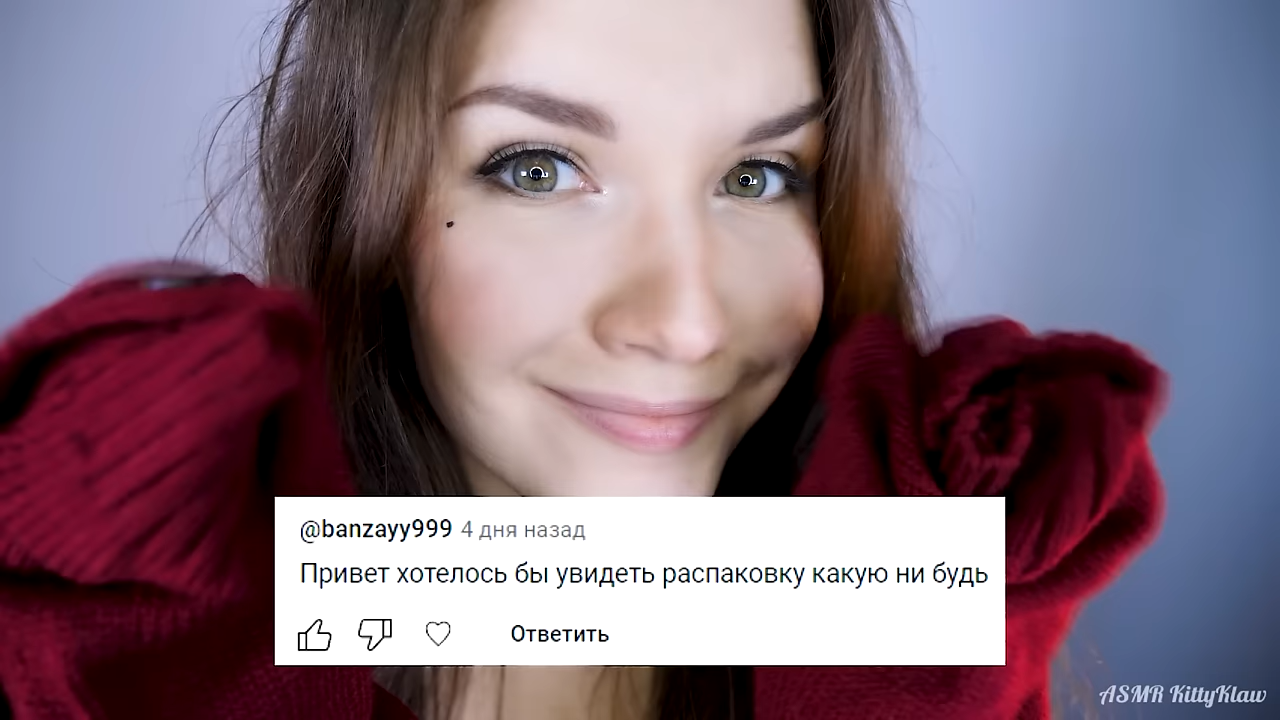 @banzayy999 4 дня назад
Привет хотелось бы увидеть распаковку какую ни будь
Ответить
ASMR KittyKlaw